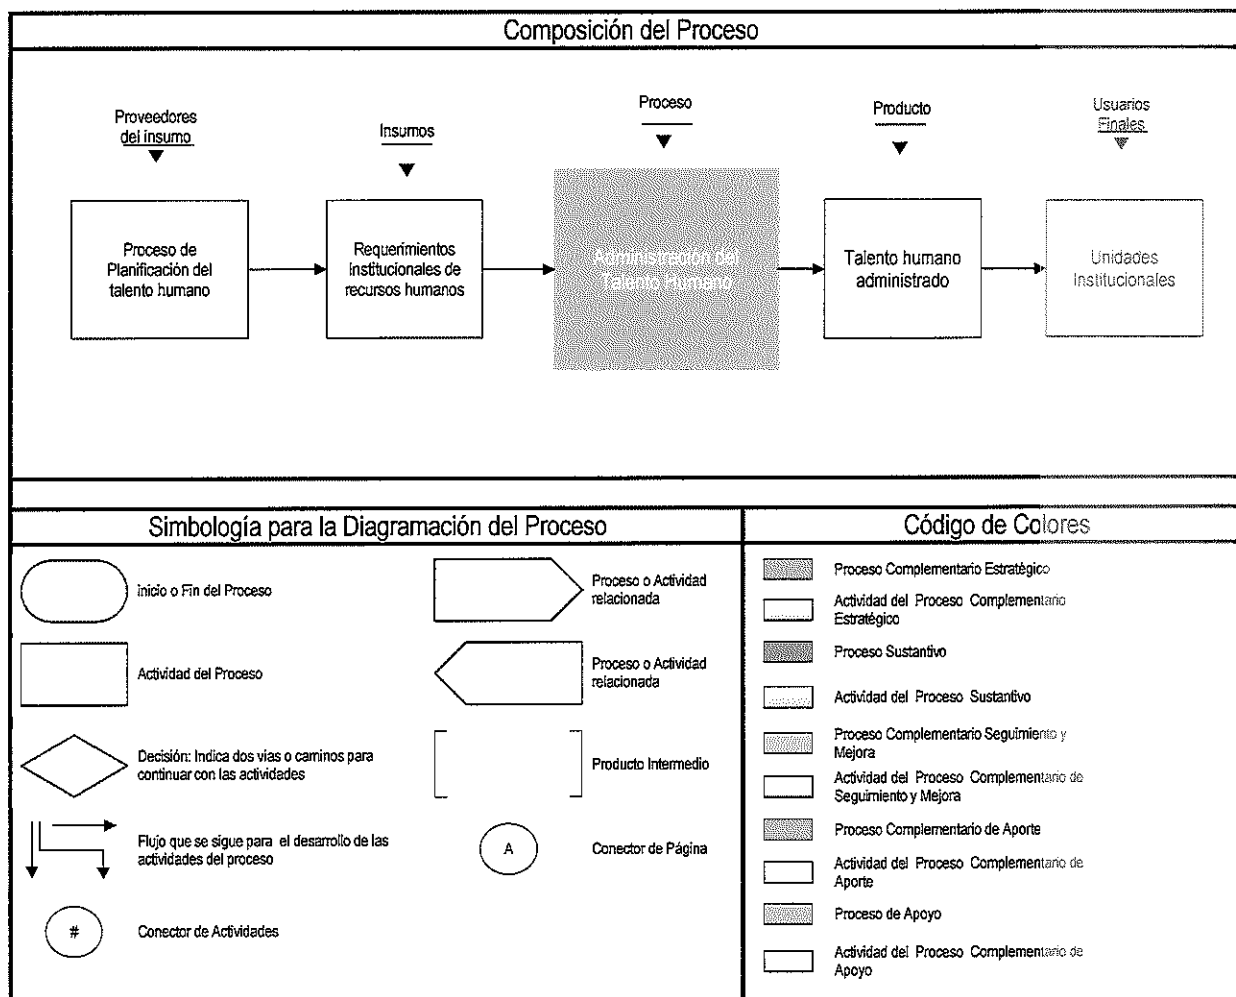 Composición del Proceso
Proveedores
del insumo
Insumos
Proceso
Producto
Usuarios
Finales
Proceso de
Planificación del
talento humano
Requerimientos
Institucionales de
recursos humanos
Administración del
Talento Humano
Talento humano
administrado
Unidades
Institucionales
Simbología para la Diagramación del Proceso
Inicio o Fin del Proceso
Proceso o Actividad
relacionada
Actividad del Proceso
Proceso o Actividad
relacionada
Decisión: Indica dos vías o caminos para
continuar con las actividades
Producto Intermedio
Flujo que se sigue para el desarrollo de las
actividades del proceso
A
Conector de Página
#
Conector de Actividades
Código de Colores
Proceso Complementario Estratégico
Actividad del Proceso Complementario
Estratégico
Proceso Sustantivo
Actividad del Proceso Sustantivo
Proceso Complementario Seguimiento y
Mejora
Actividad del Proceso Complementario de
Seguimiento y Mejora
Proceso Complementario de Aporte
Actividad del Proceso Complementario de
Aporte
Proceso de Apoyo
Actividad del Proceso Complementario de
Apoyo